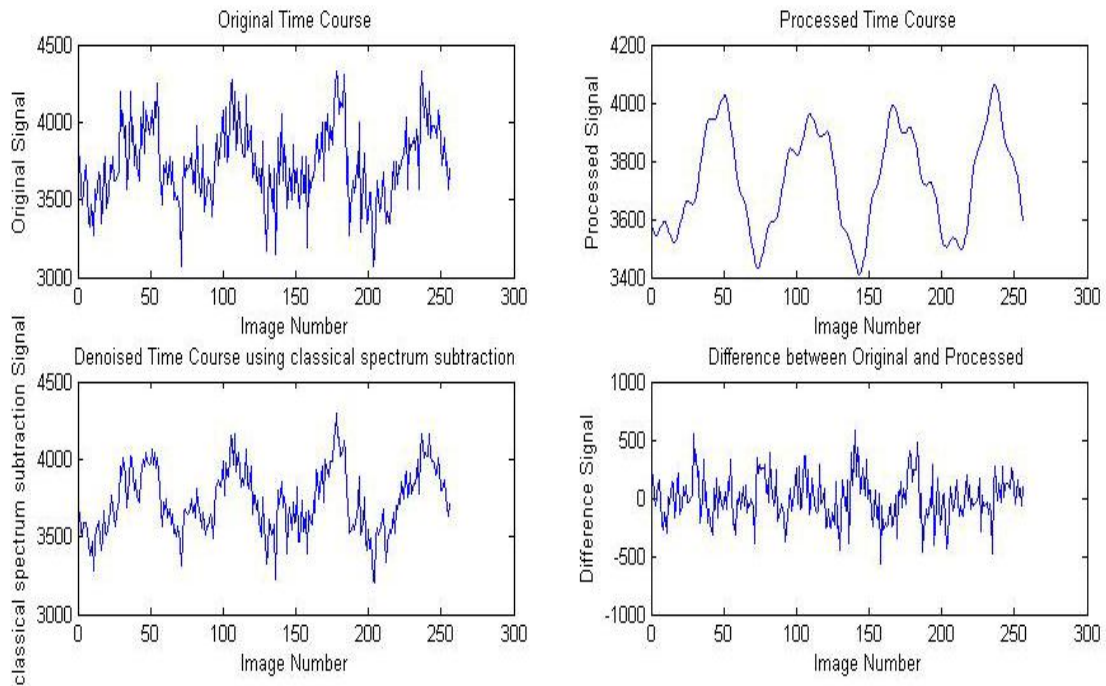 Original Time Course
Original Signal
4500
4000
3500
3000
0 50 100 150 200 250 300
Image Number
Processed Time Course
Processed Signal
4200
4000
3800
3600
3400
0 50 100 150 200 250 300
Image Number
Denoised Time Course using classical spectrum subtraction
classical spectrum subtraction Signal
4500
4000
3500
3000
0 50 100 150 200 250 300
Image Number
Difference between Original and Processed
Difference Signal
1000
500
0
-500
-1000
0 50 100 150 200 250 300
Image Number